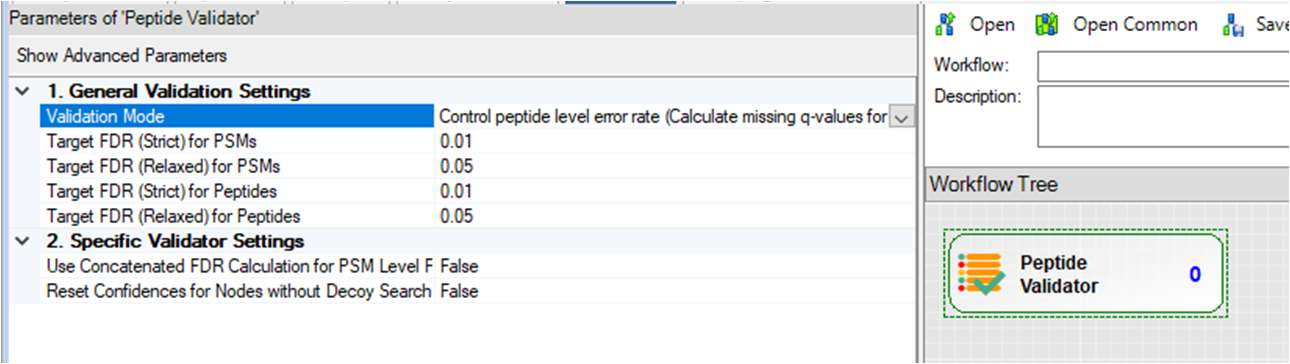 Parameters of 'Peptide Validator'
Show Advanced Parameters
1. General Validation Settings
Validation Mode Control peptide level error rate (Calculate missing q-values for
Target FDR (Strict) for PSMs 0.01
Target FDR (Relaxed) for PSMs 0.05
Target FDR (Strict) for Peptides 0.01
Target FDR (Relaxed) for Peptides 0.05
2. Specific Validator Settings
Use Concatenated FDR Calculation for PSM Level F False
Reset Confidences for Nodes without Decoy Search False
Open Open Common Save
Workflow:
Description:
Workflow Tree
Peptide
Validator 0